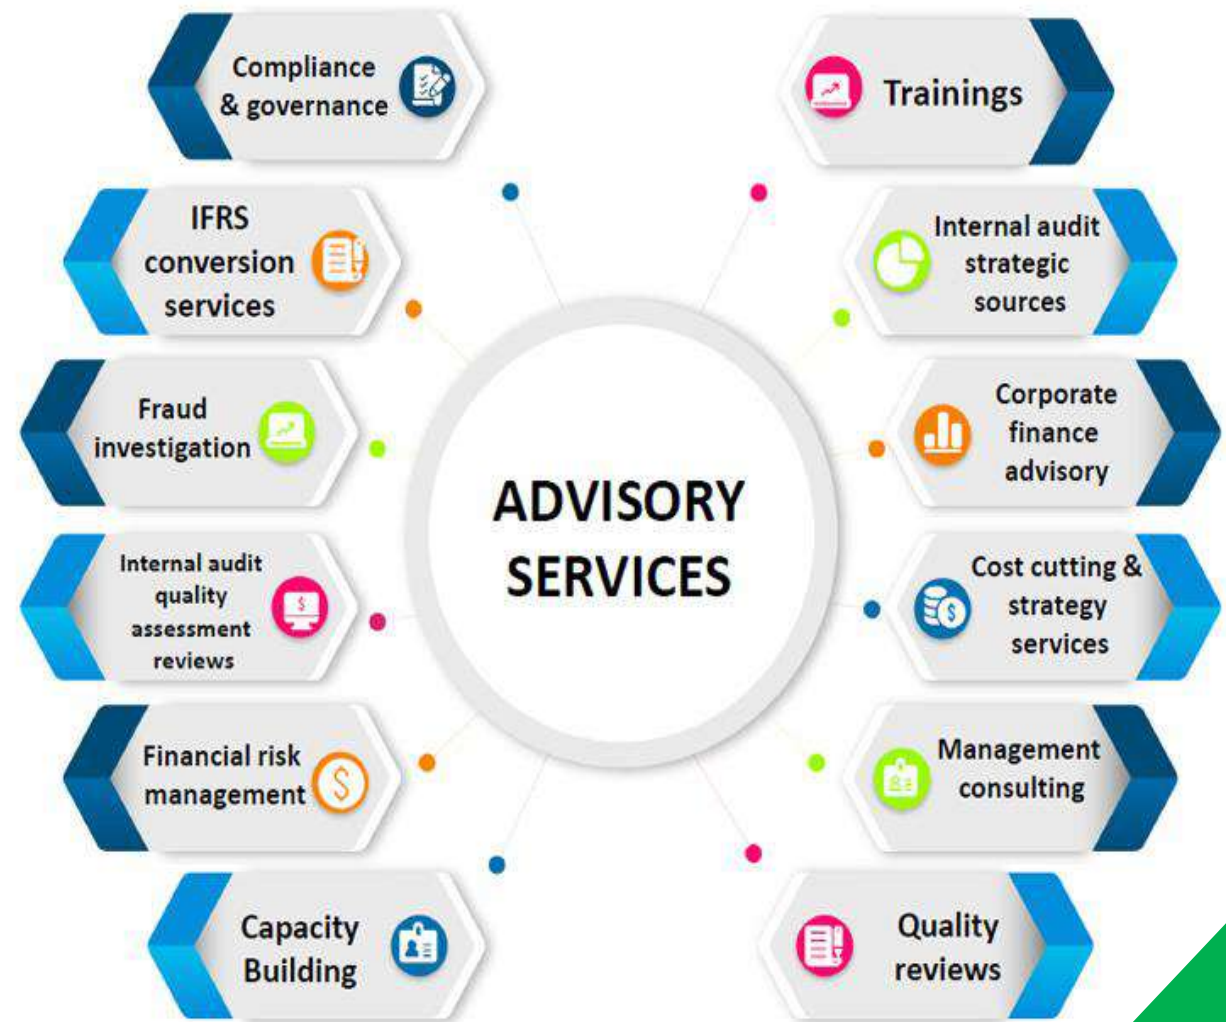 Compliance
& governance
IFRS
conversion
services
Fraud
investigation
Internal audit
quality
assessment
reviews
Financial risk
management
Capacity
Building
ADVISORY
SERVICES
Trainings
Internal audit
strategic
sources
Corporate
finance
advisory
Cost cutting &
strategy
services
Management
consulting
Quality
reviews